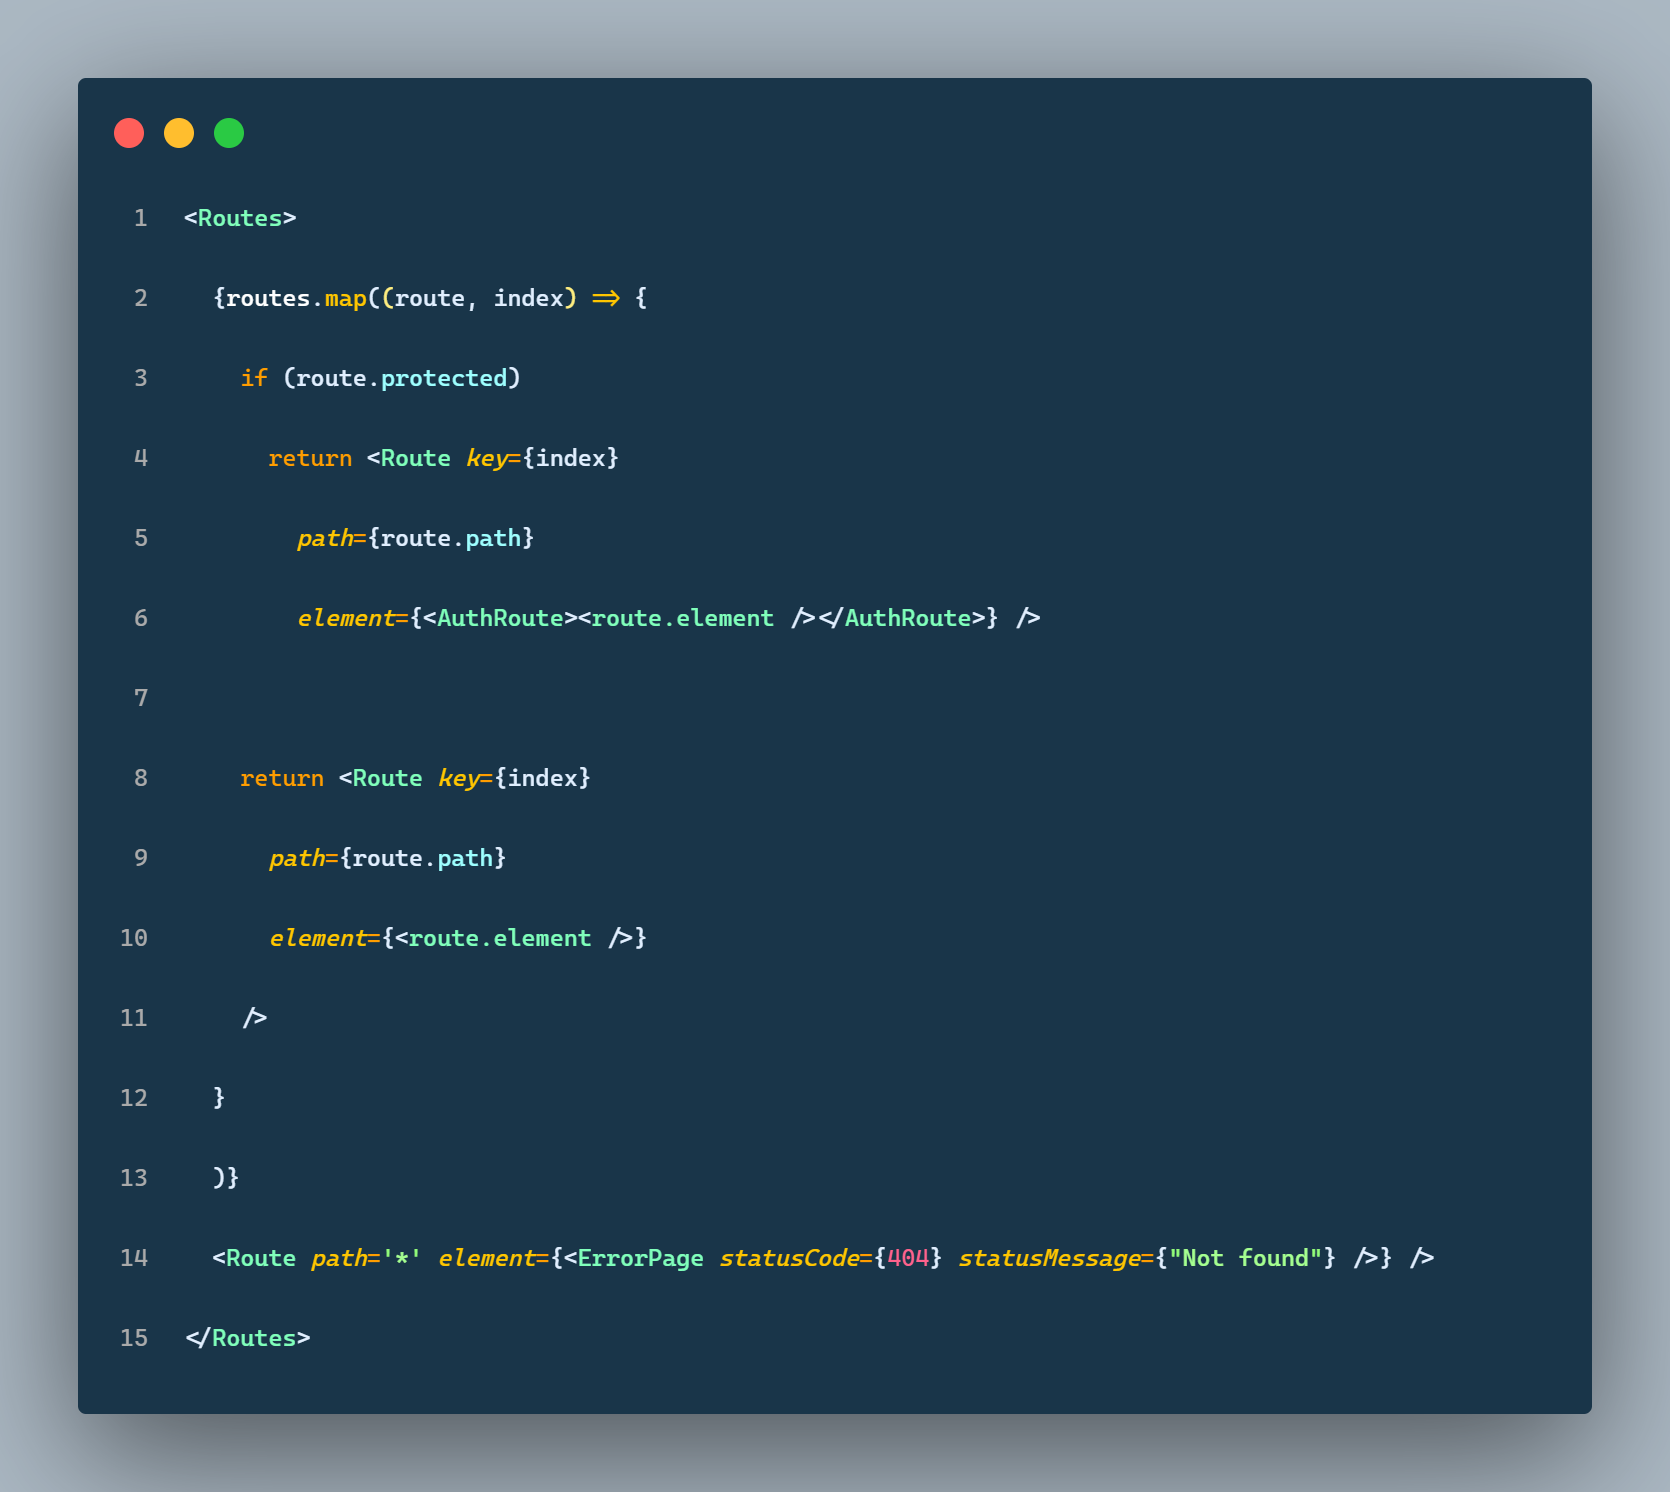 1 <Routes>
2   {routes.map((route, index) => {
3     if (route.protected)
4       return <Route key={index}
5         path={route.path}
6         element={<AuthRoute><route.element /></AuthRoute>} />
7
8     return <Route key={index}
9       path={route.path}
10       element={<route.element />}
11     />
12   }
13   )}
14   <Route path='*' element={<ErrorPage statusCode={404} statusMessage={"Not found"} />} />
15 </Routes>